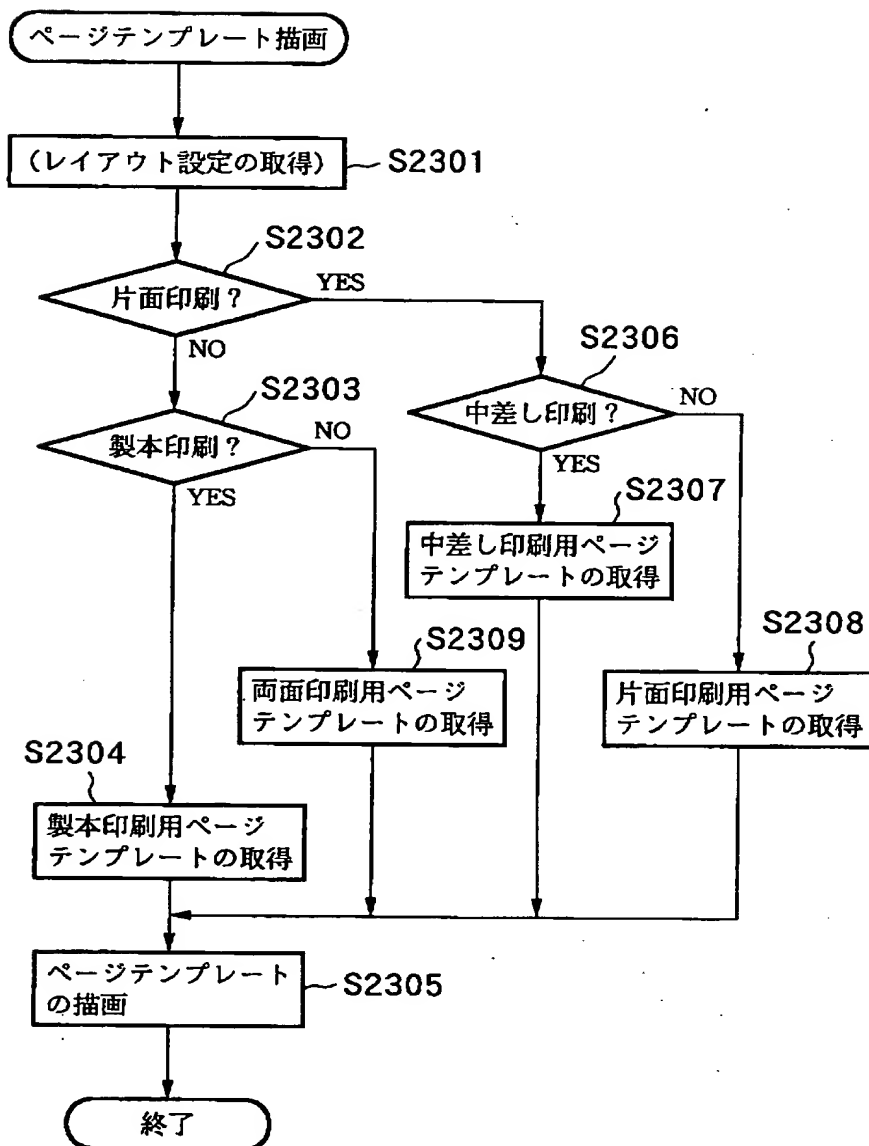 ページテンプレート描画
(レイアウト設定の取得)
S2301
S2302
片面印刷?
YES
NO
S2306
中差し印刷?
NO
YES
S2303
製本印刷?
NO
YES
S2307
中差し印刷用ページ
テンプレートの取得
S2309
両面印刷用ページ
テンプレートの取得
S2308
片面印刷用ページ
テンプレートの取得
S2304
製本印刷用ページ
テンプレートの取得
ページテンプレート
の描画
S2305
終了